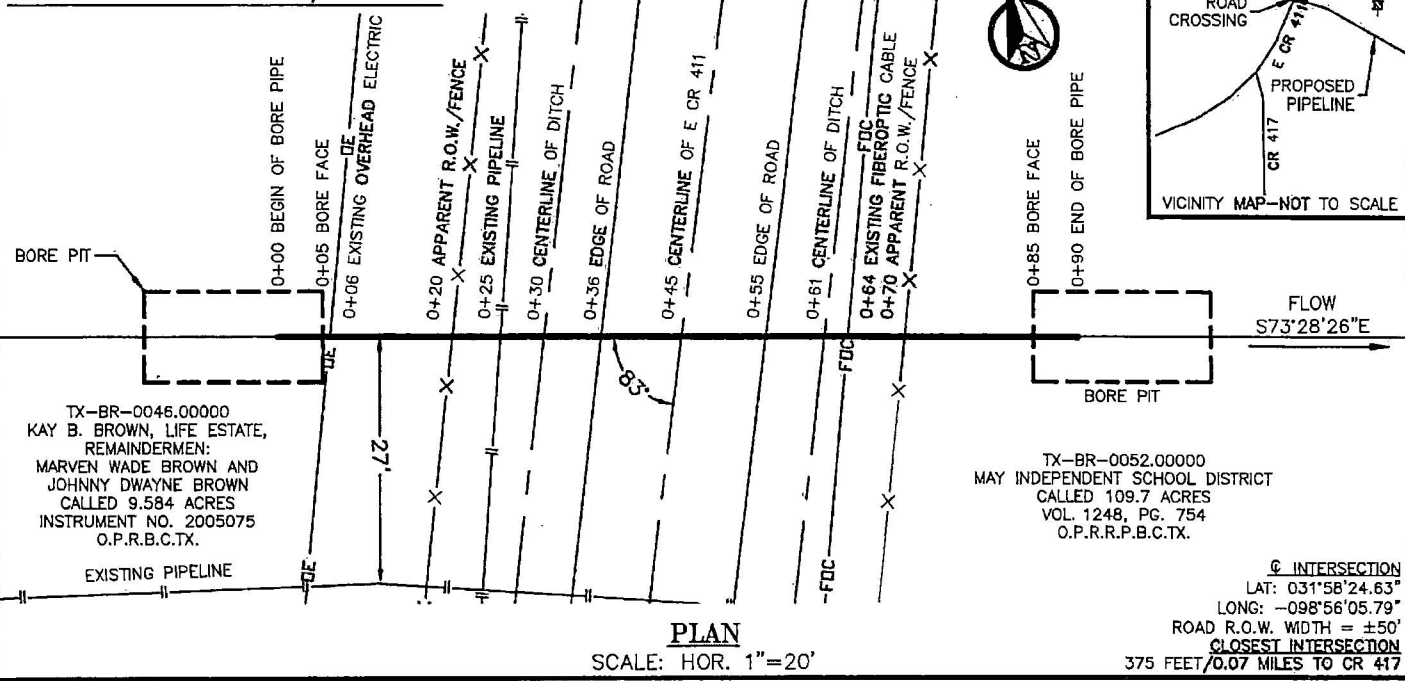 0+00 BEGIN OF BORE PIPE
0+05 BORE FACE
0+06 EXISTING OVERHEAD ELECTRIC
0+20 APPARENT R.O.W./FENCE
0+25 EXISTING PIPELINE
0+30 CENTERLINE OF DITCH
0+36 EDGE OF ROAD
0+45 CENTERLINE OF E CR 411
0+55 EDGE OF ROAD
0+61 CENTERLINE OF DITCH
0+64 EXISTING FIBEROPTIC CABLE
0+70 APPARENT R.O.W./FENCE
0+85 BORE FACE
0+90 END OF BORE PIPE
OE
FOC
ROAD
CROSSING
E CR 411
PROPOSED
PIPELINE
CR 417
VICINITY MAP-NOT TO SCALE
BORE PIT
FLOW
S73°28'26"E
OE
FOC
83°
27'
BORE PIT
TX-BR-0046.00000
KAY B. BROWN, LIFE ESTATE,
REMAINDERMEN:
MARVEN WADE BROWN AND
JOHNNY DWAYNE BROWN
CALLED 9.584 ACRES
INSTRUMENT NO. 2005075
O.P.R.B.C.TX.
TX-BR-0052.00000
MAY INDEPENDENT SCHOOL DISTRICT
CALLED 109.7 ACRES
VOL. 1248, PG. 754
O.P.R.R.P.B.C.TX.
EXISTING PIPELINE
OE
FOC
℄ INTERSECTION
LAT: 031°58'24.63"
LONG: -098°56'05.79"
ROAD R.O.W. WIDTH = ±50'
CLOSEST INTERSECTION
375 FEET/0.07 MILES TO CR 417
PLAN
SCALE: HOR. 1"=20'